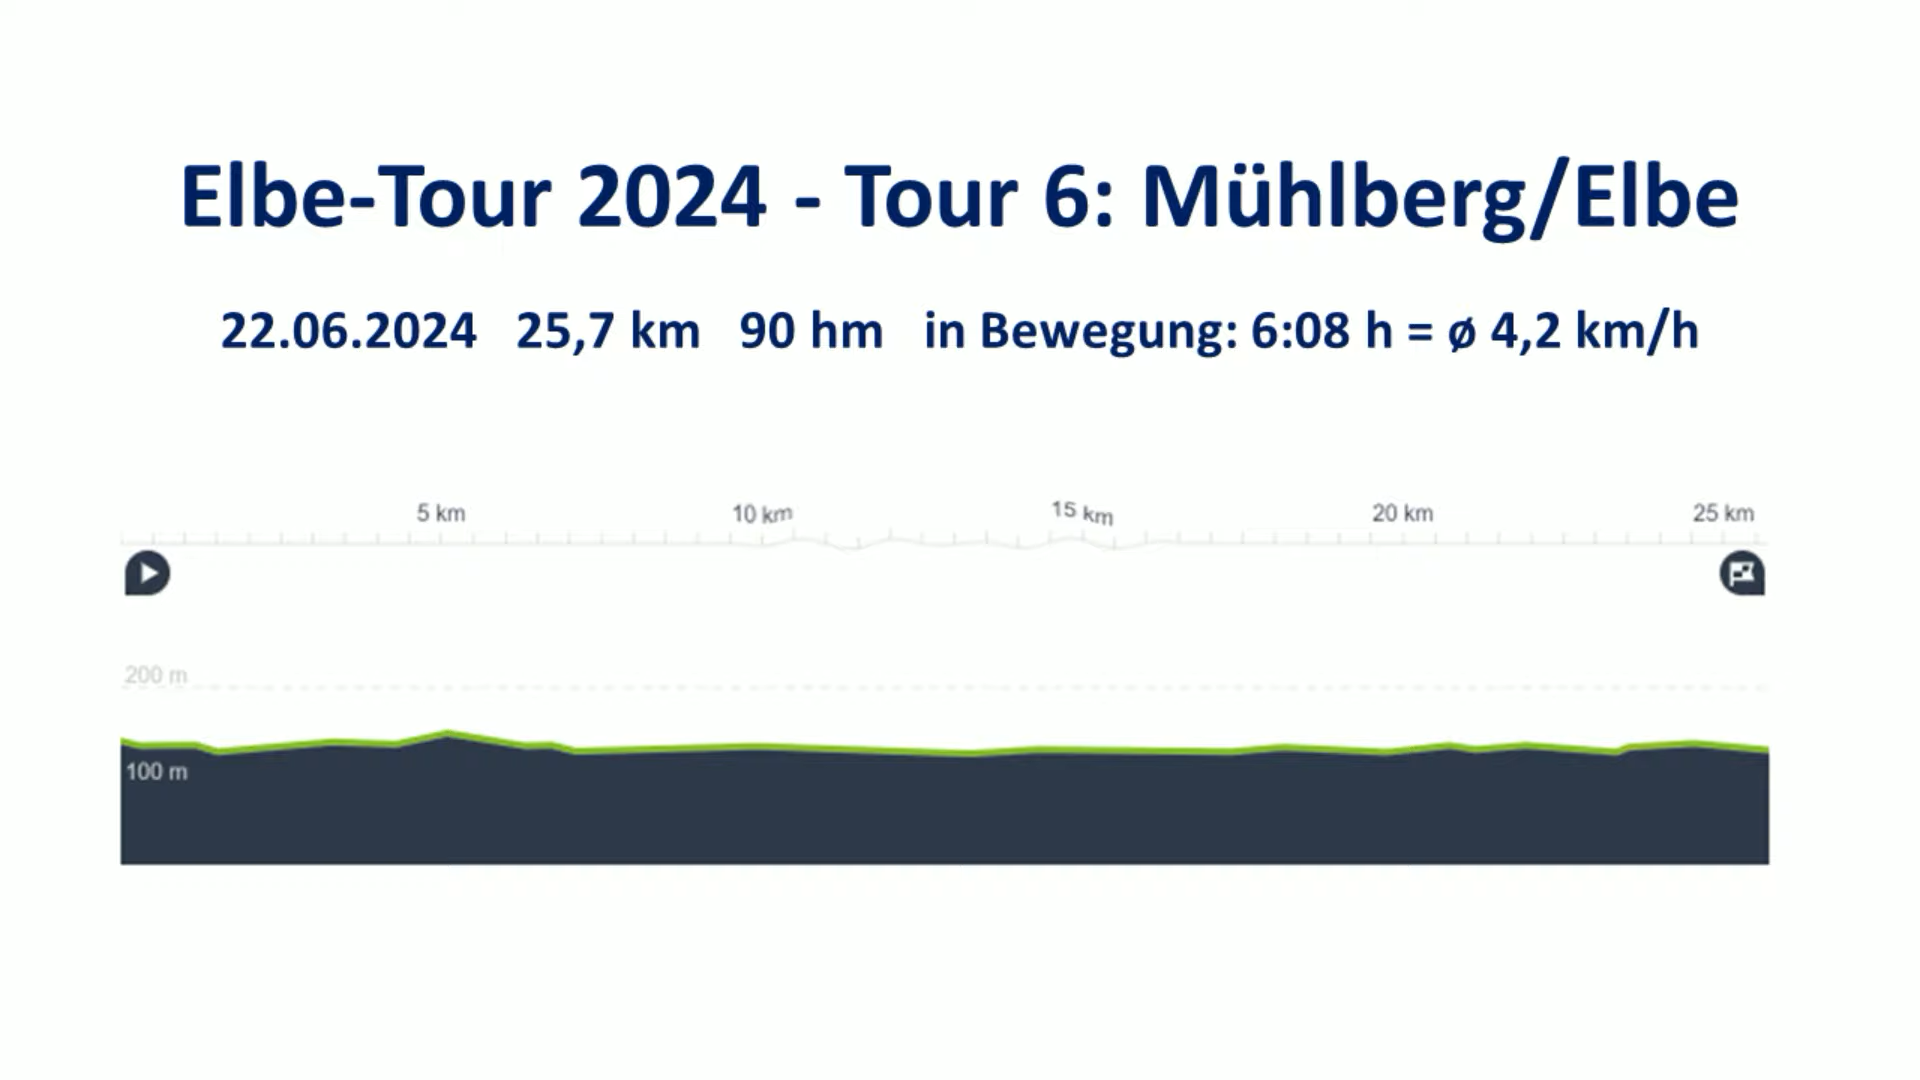 Elbe-Tour 2024 - Tour 6: Mühlberg/Elbe
22.06.2024 25,7 km 90 hm in Bewegung: 6:08 h = ø 4,2 km/h
5 km 10 km 15 km 20 km 25 km
200 m
100 m